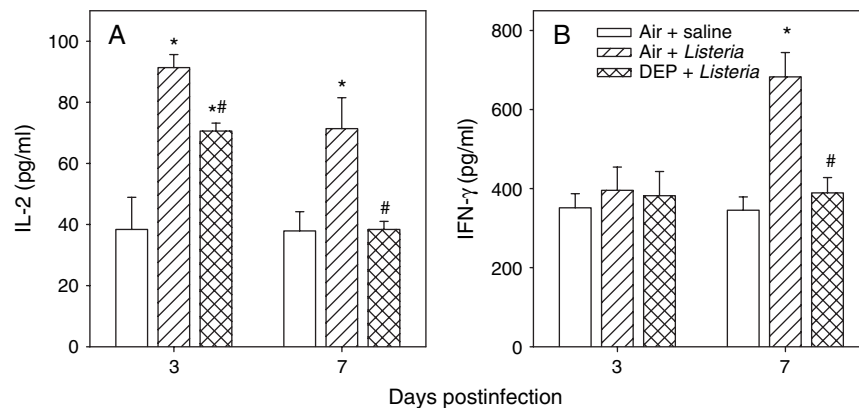 A
IL-2 (pg/ml)
100
80
60
40
20
0
*
*#
*
#
3
7
B
Air + saline
Air + Listeria
DEP + Listeria
IFN-γ (pg/ml)
800
600
400
200
0
*
#
3
7
Days postinfection